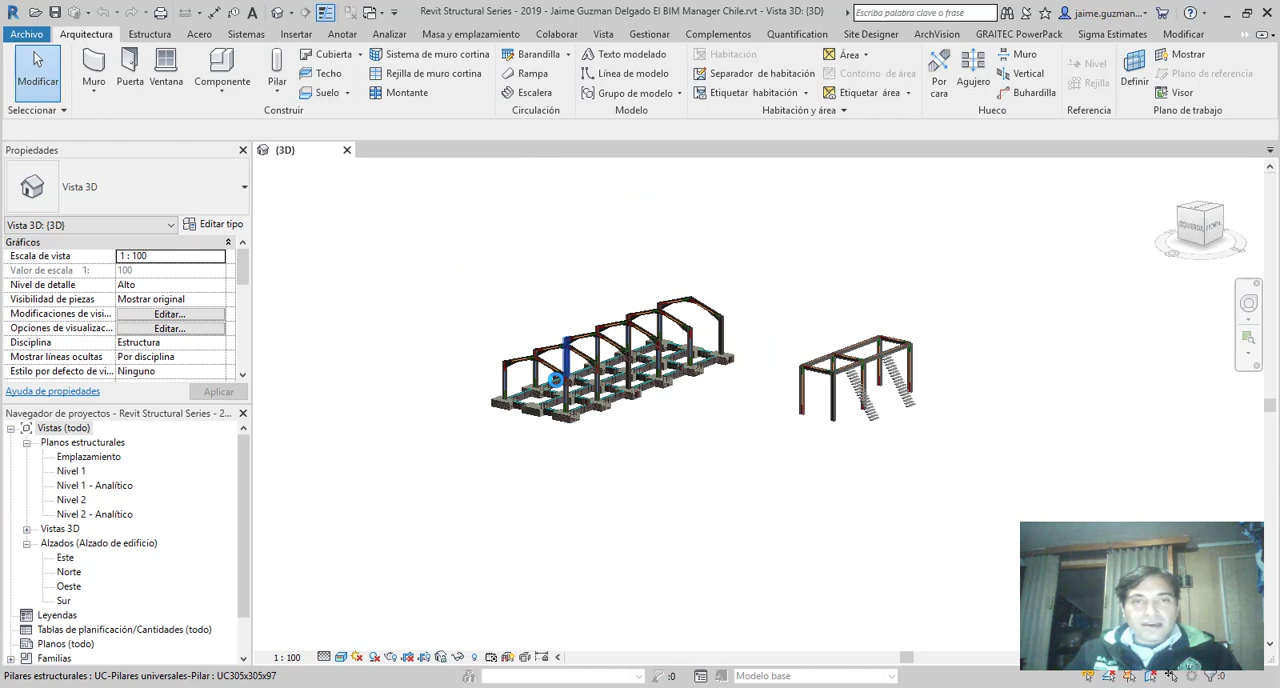 Revit Structural Series - 2019 - Jaime Guzman Delgado El BIM Manager Chile.rvt - Vista 3D: {3D}
Escriba palabra clave o frase
jaime.guzman...
Archivo Arquitectura Estructura Acero Sistemas Insertar Anotar Analizar Masa y emplazamiento Colaborar Vista Gestionar Complementos Quantification Site Designer ArchVision GRAITEC PowerPack Sigma Estimates Modificar
Modificar
Muro
Puerta
Ventana
Componente
Pilar
Cubierta
Techo
Suelo
Sistema de muro cortina
Rejilla de muro cortina
Montante
Barandilla
Rampa
Escalera
Texto modelado
Línea de modelo
Grupo de modelo
Habitación
Separador de habitación
Etiquetar habitación
Área
Contorno de área
Etiquetar área
Por cara
Agujero
Muro
Vertical
Buhardilla
Nivel
Rejilla
Definir
Mostrar
Plano de referencia
Visor
Seleccionar
Construir
Circulación
Modelo
Habitación y área
Hueco
Referencia
Plano de trabajo
Propiedades
{3D}
Vista 3D
Vista 3D: {3D}
Editar tipo
Gráficos
Escala de vista 1 : 100
Valor de escala 1: 100
Nivel de detalle Alto
Visibilidad de piezas Mostrar original
Modificaciones de visi... Editar...
Opciones de visualizac... Editar...
Disciplina Estructura
Mostrar líneas ocultas Por disciplina
Estilo por defecto de vi... Ninguno
Ayuda de propiedades
Aplicar
Navegador de proyectos - Revit Structural Series - 2...
Vistas (todo)
Planos estructurales
Emplazamiento
Nivel 1
Nivel 1 - Analítico
Nivel 2
Nivel 2 - Analítico
Vistas 3D
Alzados (Alzado de edificio)
Este
Norte
Oeste
Sur
Leyendas
Tablas de planificación/Cantidades (todo)
Planos (todo)
Familias
1 : 100
Pilares estructurales : UC-Pilares universales-Pilar : UC305x305x97
:0
Modelo base
:0